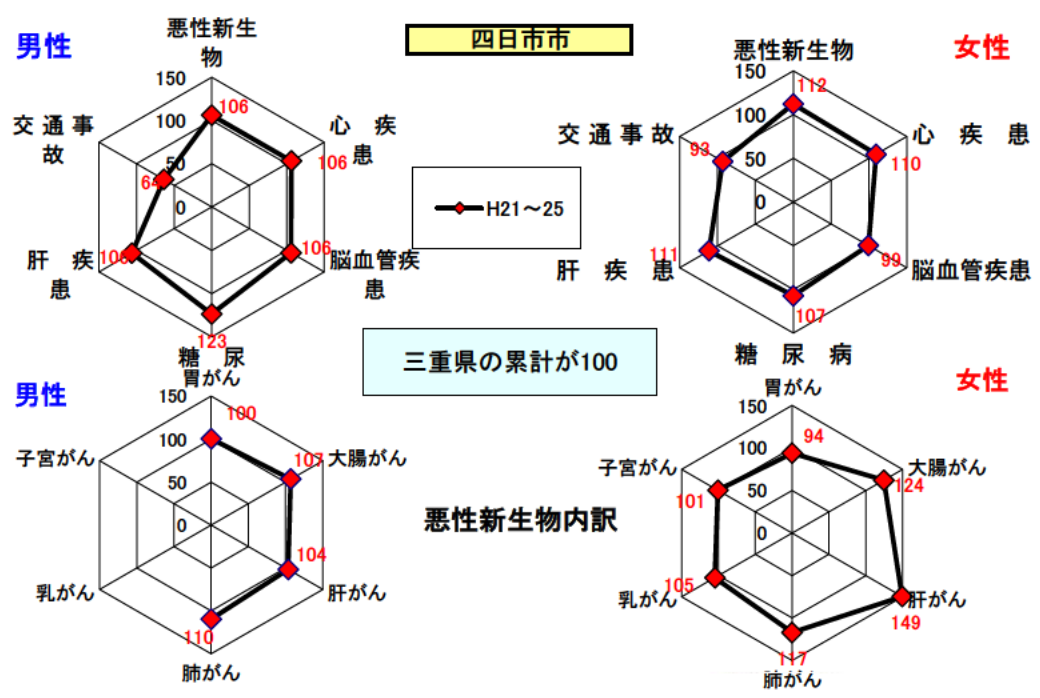 四日市市
男性
悪性新生
物
150
100
50
0
106
心 疾
患
106
脳血管疾
患
106
糖 尿
123
肝 疾
患
106
交 通 事
故
64
H21～25
女性
悪性新生物
150
100
50
0
112
心 疾 患
110
脳血管疾患
99
糖 尿 病
107
肝 疾 患
111
交通事故
93
三重県の累計が100
男性
胃がん
150
100
50
0
100
大腸がん
107
肝がん
104
肺がん
110
乳がん
子宮がん
悪性新生物内訳
女性
胃がん
150
100
50
0
94
大腸がん
124
肝がん
149
肺がん
117
乳がん
105
子宮がん
101